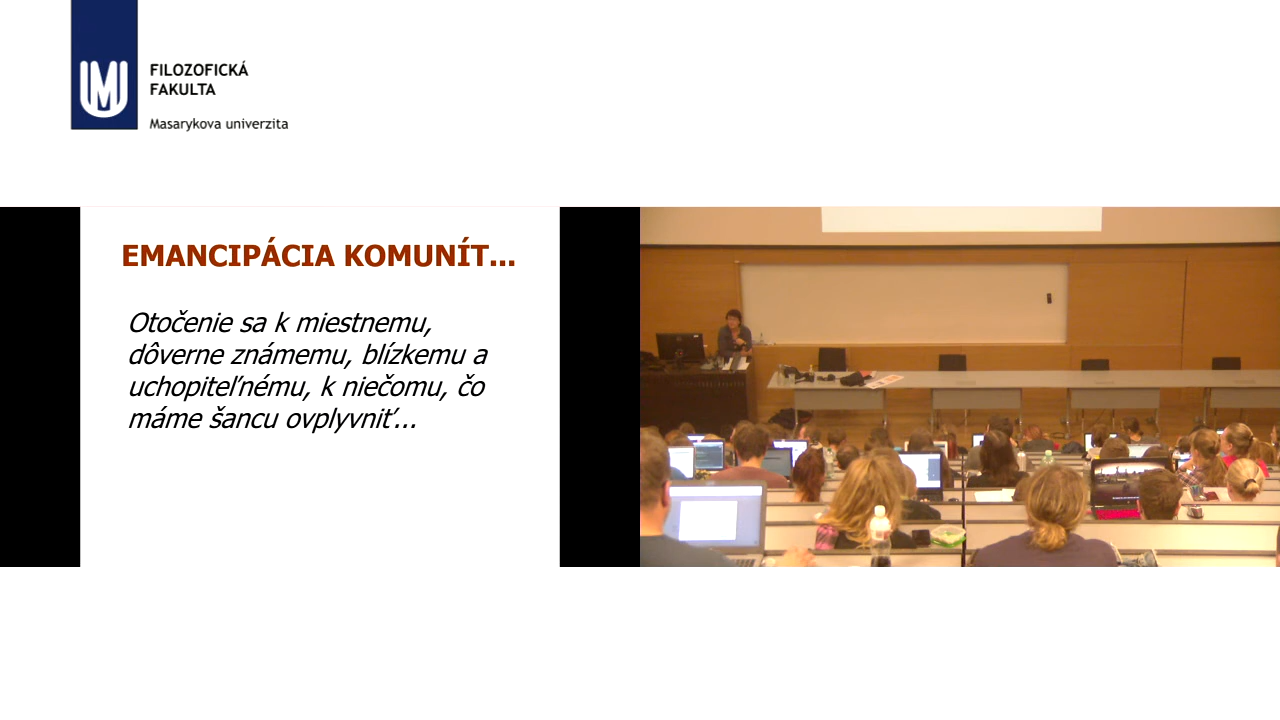 FILOZOFICKÁ
FAKULTA
Masarykova univerzita
EMANCIPÁCIA KOMUNÍT...
Otočenie sa k miestnemu,
dôverne známemu, blízkemu a
uchopiteľnému, k niečomu, čo
máme šancu ovplyvniť...